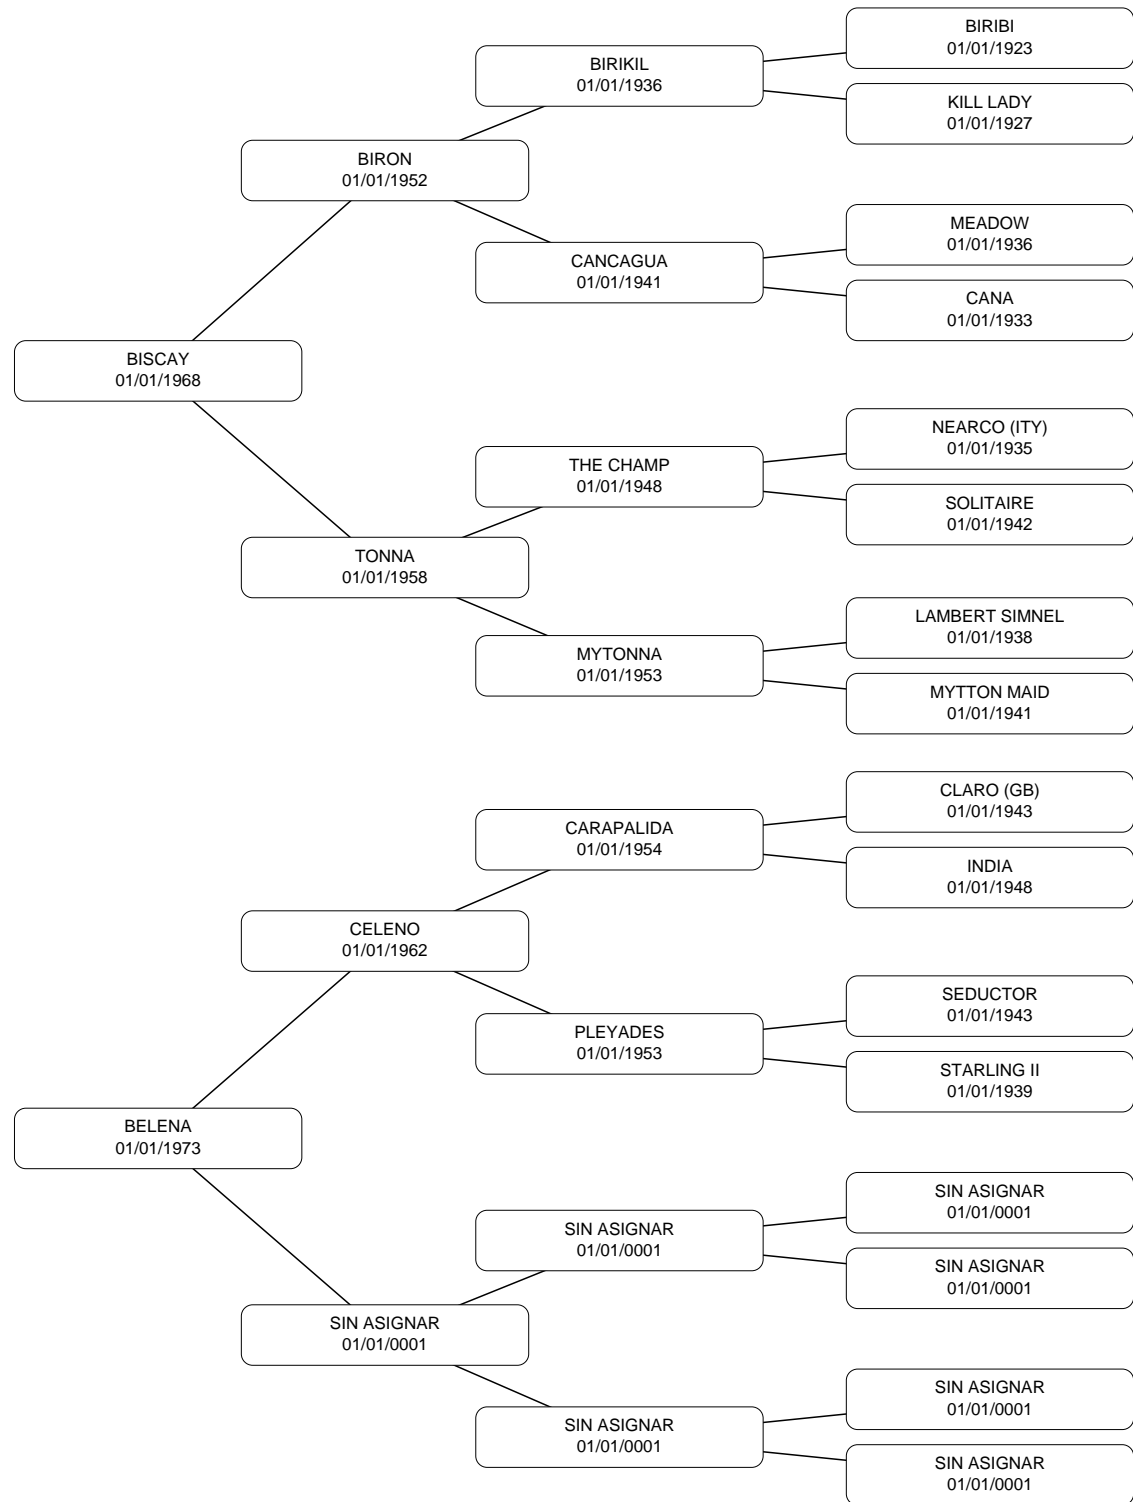 BIRIBI
01/01/1923
BIRIKIL
01/01/1936
KILL LADY
01/01/1927
BIRON
01/01/1952
MEADOW
01/01/1936
CANCAGUA
01/01/1941
CANA
01/01/1933
BISCAY
01/01/1968
NEARCO (ITY)
01/01/1935
THE CHAMP
01/01/1948
SOLITAIRE
01/01/1942
TONNA
01/01/1958
LAMBERT SIMNEL
01/01/1938
MYTONNA
01/01/1953
MYTTON MAID
01/01/1941
CLARO (GB)
01/01/1943
CARAPALIDA
01/01/1954
INDIA
01/01/1948
CELENO
01/01/1962
SEDUCTOR
01/01/1943
PLEYADES
01/01/1953
STARLING II
01/01/1939
BELENA
01/01/1973
SIN ASIGNAR
01/01/0001
SIN ASIGNAR
01/01/0001
SIN ASIGNAR
01/01/0001
SIN ASIGNAR
01/01/0001
SIN ASIGNAR
01/01/0001
SIN ASIGNAR
01/01/0001
SIN ASIGNAR
01/01/0001